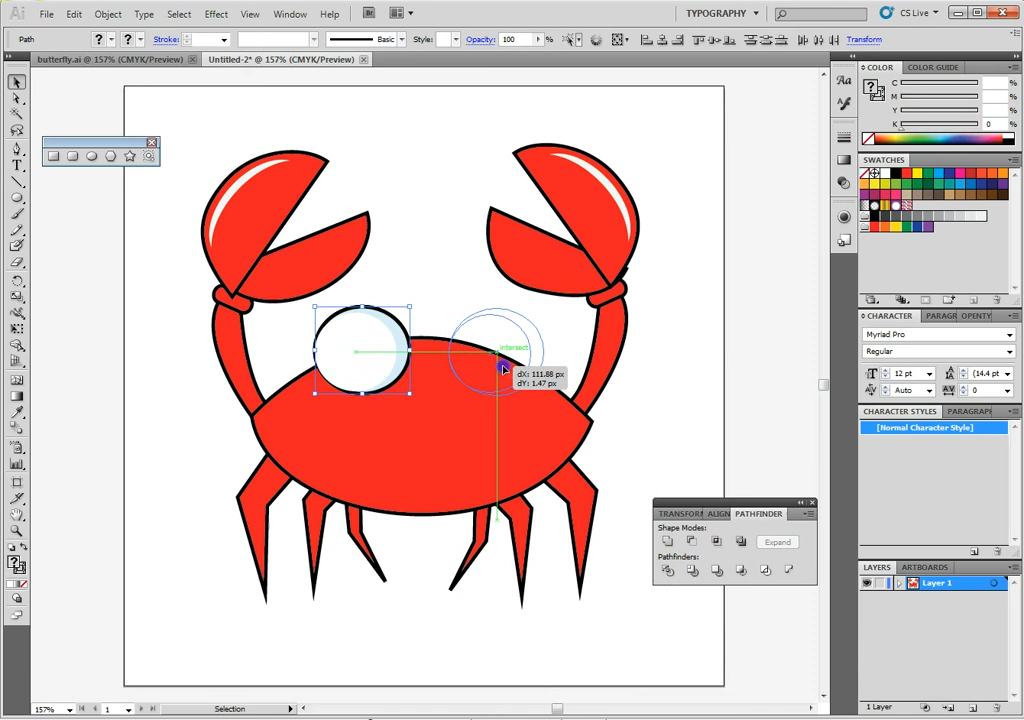 Ai File Edit Object Type Select Effect View Window Help Br TYPOGRAPHY CS Live
Path ? ? Stroke: Basic Style: Opacity: 100 % Transform
butterfly.ai @ 157% (CMYK/Preview) Untitled-2* @ 157% (CMYK/Preview)
COLOR COLOR GUIDE
?
C
M
Y
K 0 %
SWATCHES
CHARACTER PARAGR OPENTY
Myriad Pro
Regular
12 pt (14.4 pt
Auto 0
CHARACTER STYLES PARAGRAPH
[Normal Character Style]
intersect
dX: 111.88 px
dY: 1.47 px
TRANSFORM ALIGN PATHFINDER
Shape Modes:
Expand
Pathfinders:
LAYERS ARTBOARDS
Layer 1
1 Layer
157% 1 Selection